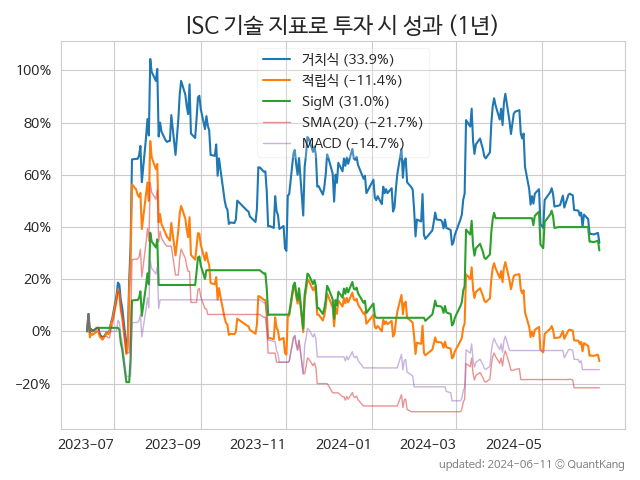 ISC 기술 지표로 투자 시 성과 (1년)
거치식 (33.9%)
적립식 (−11.4%)
SigM (31.0%)
SMA(20) (−21.7%)
MACD (−14.7%)
100%
80%
60%
40%
20%
0%
−20%
2023-07 2023-09 2023-11 2024-01 2024-03 2024-05
updated: 2024-06-11 © QuantKang